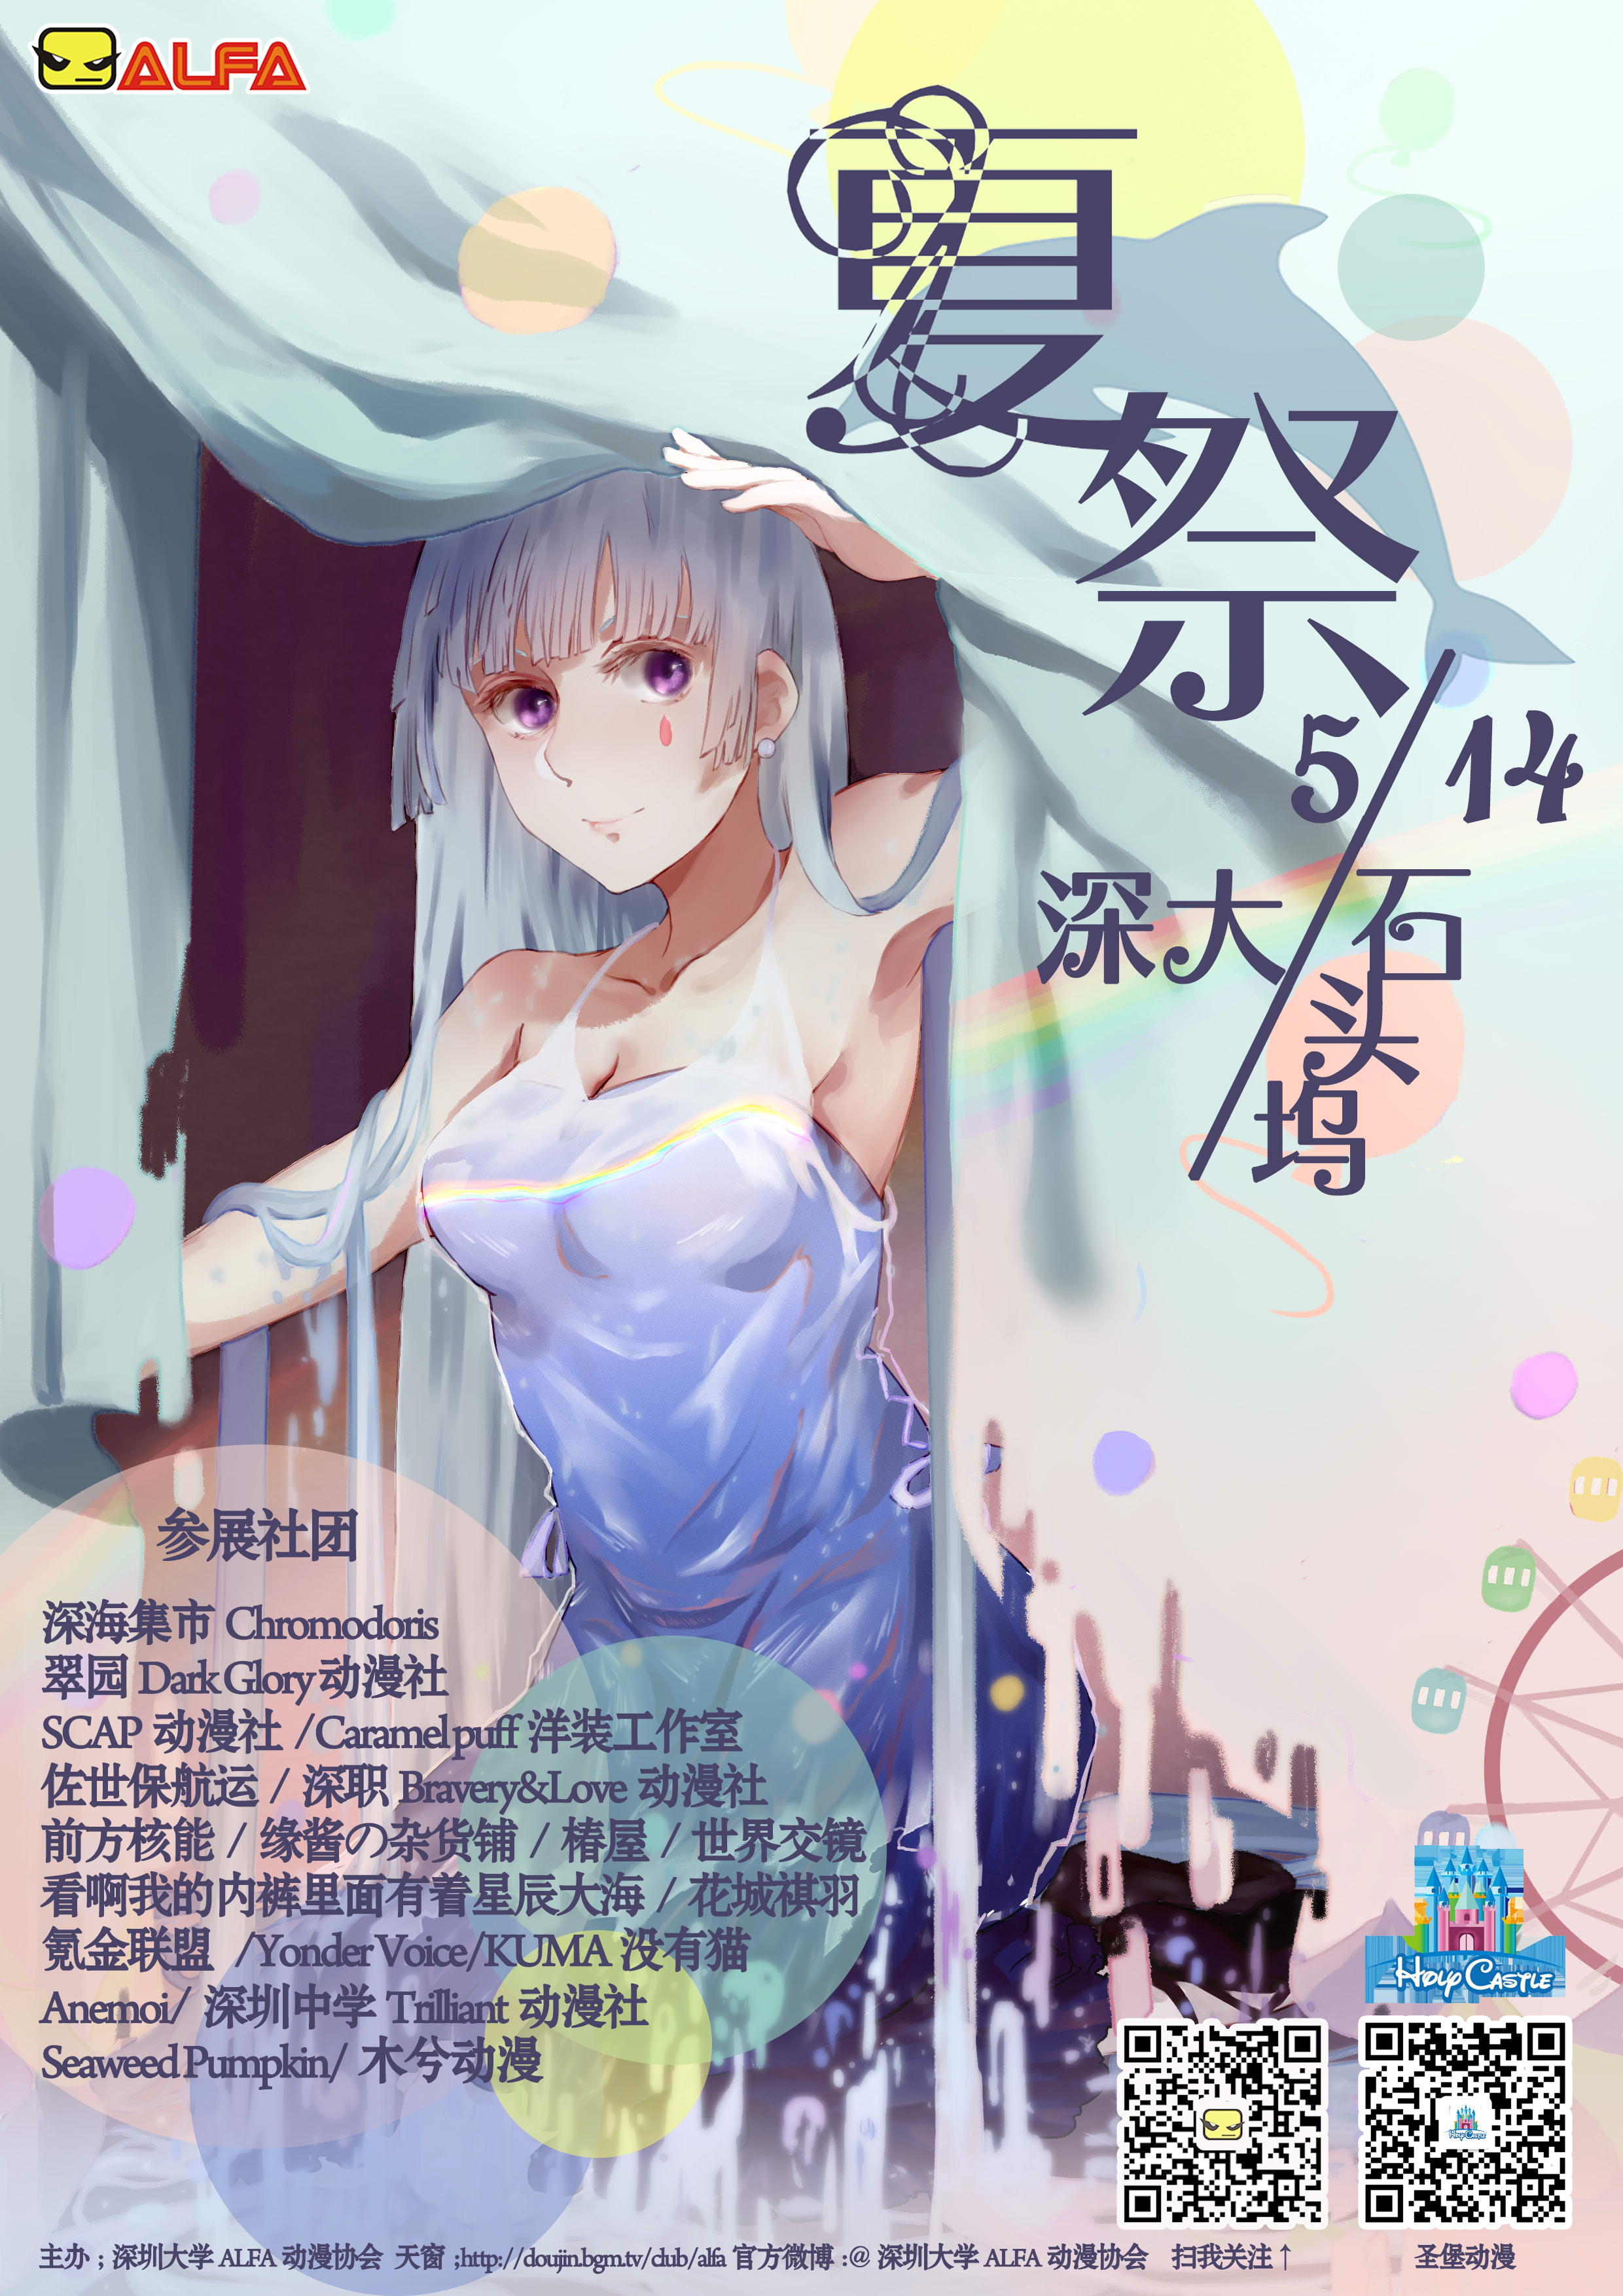 ALFA
夏
祭
5/14
深大/石
头
坞
参展社团
深海集市 Chromodoris
翠园 Dark Glory 动漫社
SCAP 动漫社 /Caramel puff 洋装工作室
佐世保航运 / 深职 Bravery&Love 动漫社
前方核能 / 缘酱の杂货铺 / 椿屋 / 世界交镜
看啊我的内裤里面有着星辰大海 / 花城祺羽
氪金联盟 /Yonder Voice/KUMA 没有猫
Anemoi/ 深圳中学 Trilliant 动漫社
Seaweed Pumpkin/ 木兮动漫
HOLY CASTLE
主办 ; 深圳大学 ALFA 动漫协会 天窗 ;http://doujin.bgm.tv/club/alfa 官方微博 :@ 深圳大学 ALFA 动漫协会 扫我关注↑ 圣堡动漫